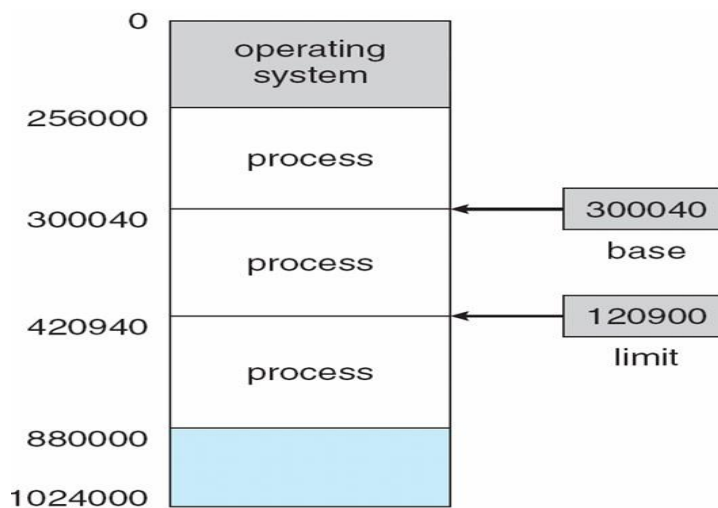 0
operating
system
256000
process
300040
300040
base
process
420940
120900
limit
process
880000
1024000